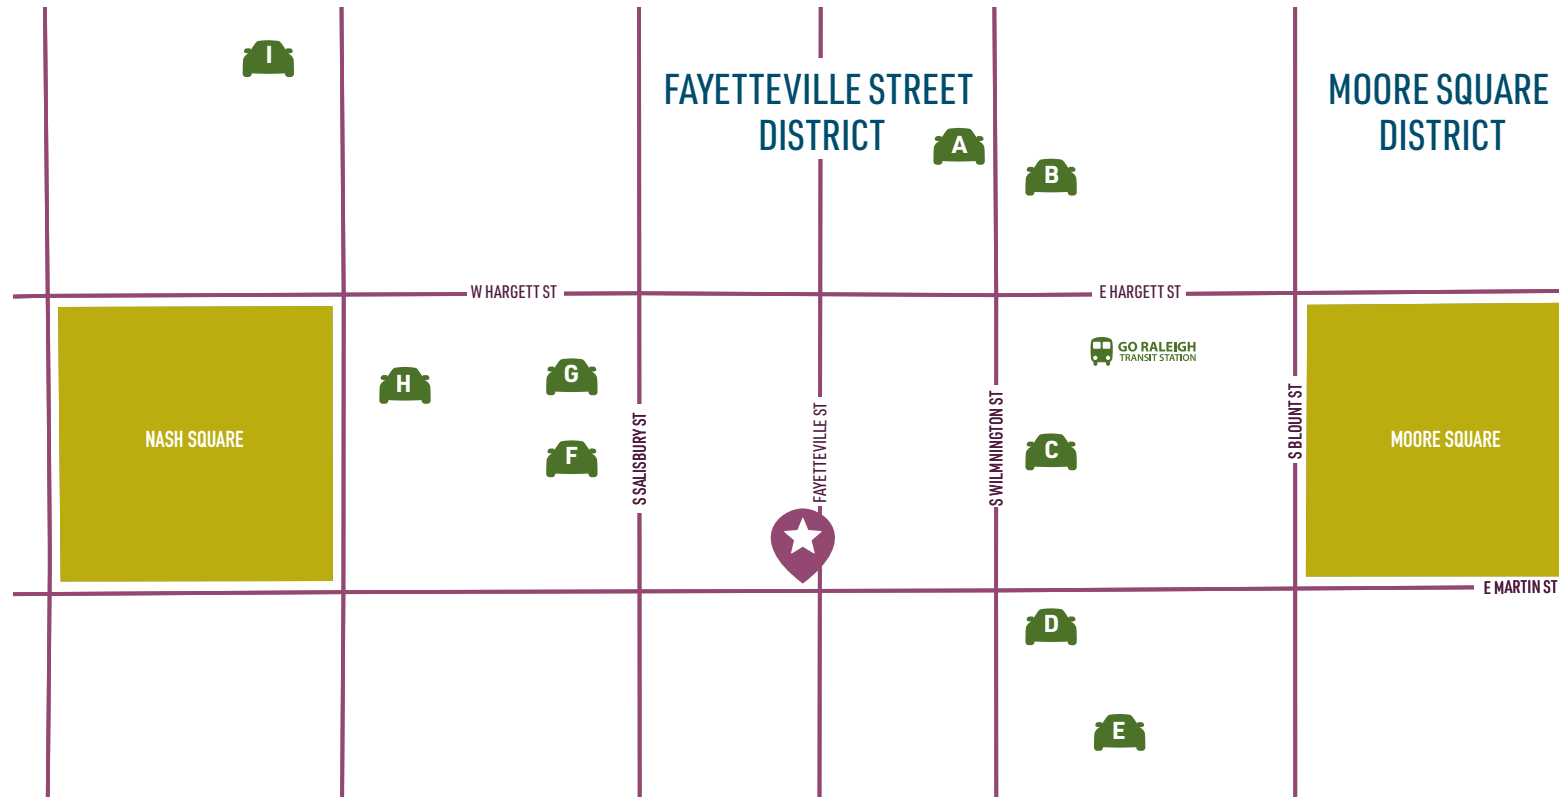 I
FAYETTEVILLE STREET
DISTRICT
MOORE SQUARE
DISTRICT
A
B
W HARGETT ST
E HARGETT ST
GO RALEIGH
TRANSIT STATION
G
H
NASH SQUARE
F
S SALISBURY ST
FAYETTEVILLE ST
S WILMNINGTON ST
C
S BLOUNT ST
MOORE SQUARE
E MARTIN ST
D
E